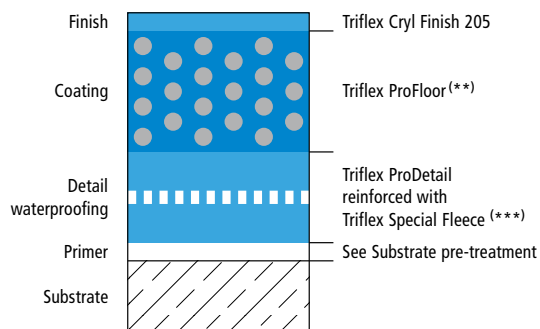 Finish
Triflex Cryl Finish 205
Coating
Triflex ProFloor (**)
Detail
waterproofing
Triflex ProDetail
reinforced with
Triflex Special Fleece (***)
Primer
See Substrate pre-treatment
Substrate